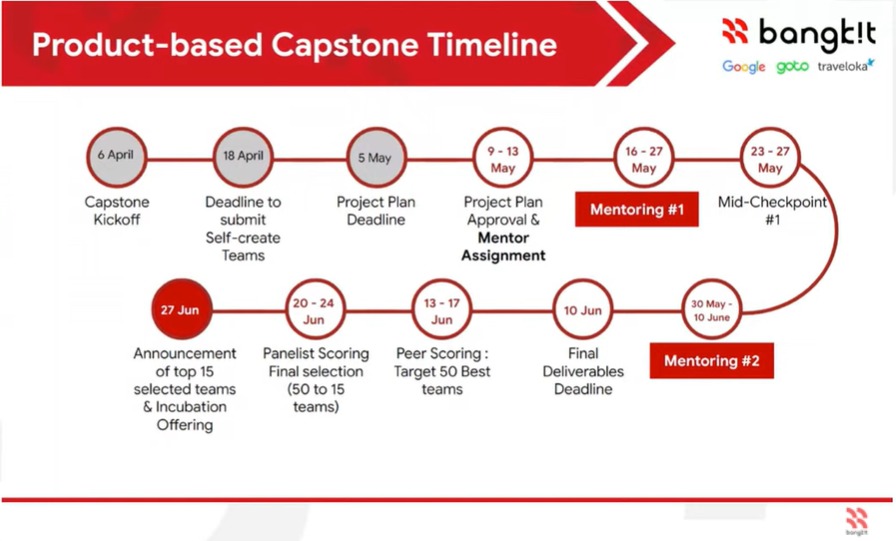 Product-based Capstone Timeline
bangk!t
Google goto traveloka
6 April
Capstone
Kickoff
18 April
Deadline to
submit
Self-create
Teams
5 May
Project Plan
Deadline
9 - 13
May
Project Plan
Approval &
Mentor
Assignment
16 - 27
May
Mentoring #1
23 - 27
May
Mid-Checkpoint
#1
30 May -
10 June
Mentoring #2
10 Jun
Final
Deliverables
Deadline
13 - 17
Jun
Peer Scoring :
Target 50 Best
teams
20 - 24
Jun
Panelist Scoring
Final selection
(50 to 15
teams)
27 Jun
Announcement
of top 15
selected teams
& Incubation
Offering
bangk!t